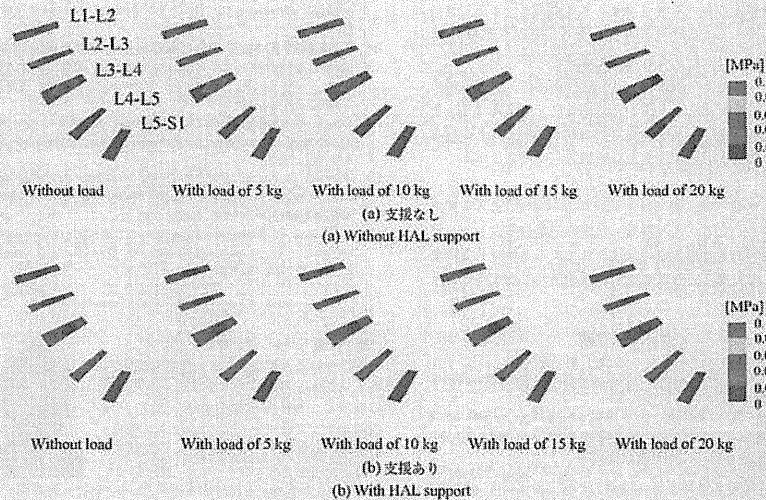 L1-L2
L2-L3
L3-L4
L4-L5
L5-S1
[MPa]
0
Without load
With load of 5 kg
With load of 10 kg
With load of 15 kg
With load of 20 kg
(a) 支援なし
(a) Without HAL support
[MPa]
0
Without load
With load of 5 kg
With load of 10 kg
With load of 15 kg
With load of 20 kg
(b) 支援あり
(b) With HAL support